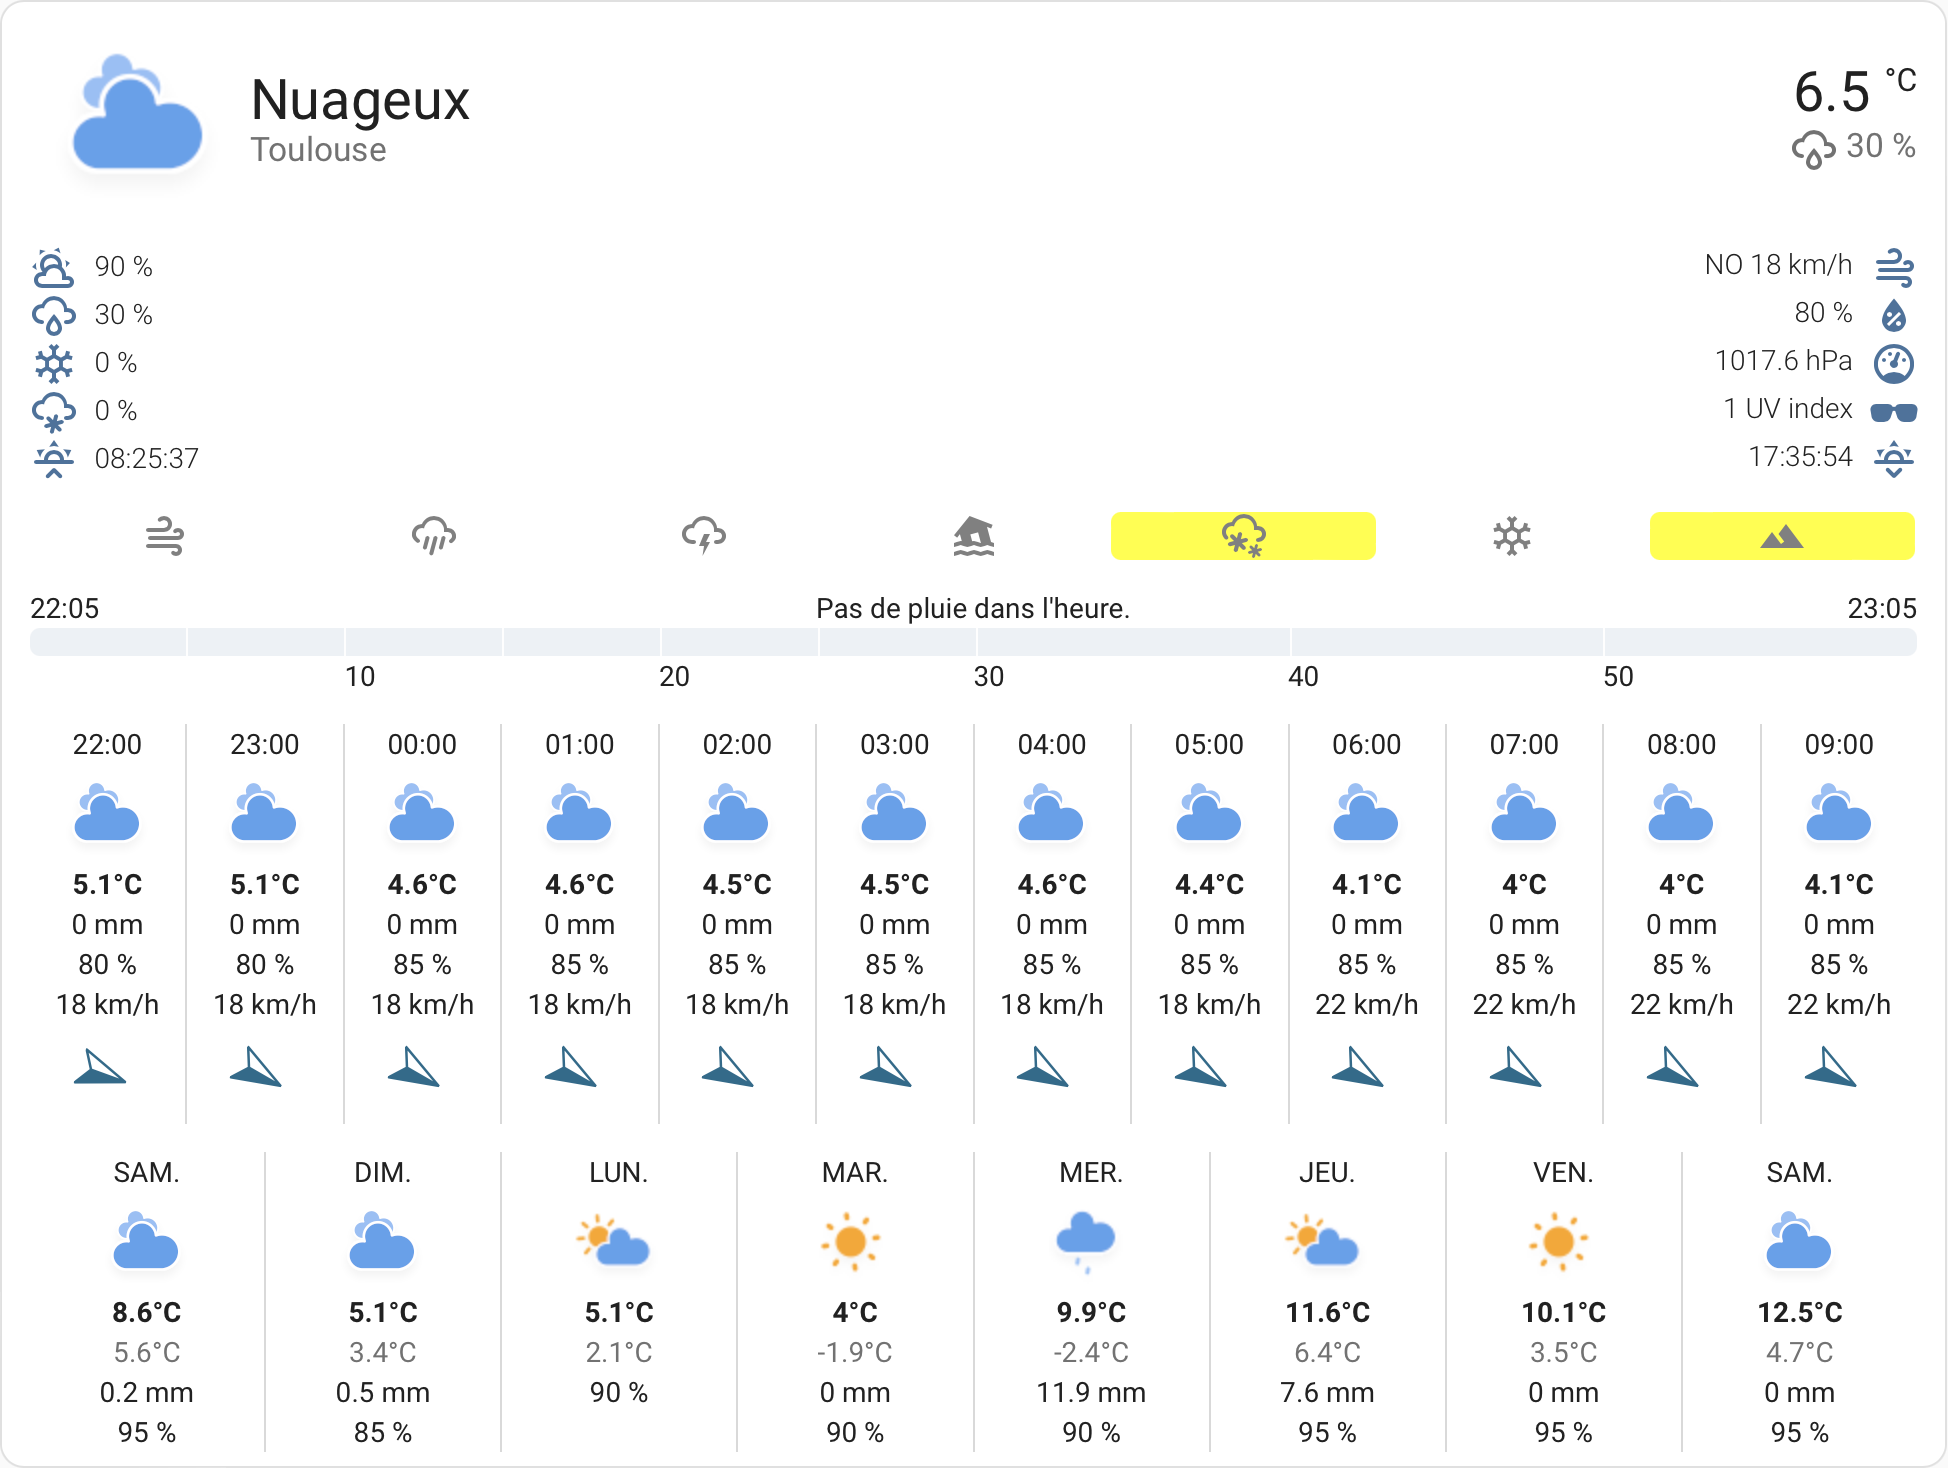 Nuageux
Toulouse
6.5 °C
30 %
90 %
30 %
0 %
0 %
08:25:37
NO 18 km/h
80 %
1017.6 hPa
1 UV index
17:35:54
22:05 Pas de pluie dans l'heure. 23:05
10 20 30 40 50
22:00 23:00 00:00 01:00 02:00 03:00 04:00 05:00 06:00 07:00 08:00 09:00
5.1°C 5.1°C 4.6°C 4.6°C 4.5°C 4.5°C 4.6°C 4.4°C 4.1°C 4°C 4°C 4.1°C
0 mm 0 mm 0 mm 0 mm 0 mm 0 mm 0 mm 0 mm 0 mm 0 mm 0 mm 0 mm
80 % 80 % 85 % 85 % 85 % 85 % 85 % 85 % 85 % 85 % 85 % 85 %
18 km/h 18 km/h 18 km/h 18 km/h 18 km/h 18 km/h 18 km/h 18 km/h 22 km/h 22 km/h 22 km/h 22 km/h
SAM. DIM. LUN. MAR. MER. JEU. VEN. SAM.
8.6°C 5.1°C 5.1°C 4°C 9.9°C 11.6°C 10.1°C 12.5°C
5.6°C 3.4°C 2.1°C -1.9°C -2.4°C 6.4°C 3.5°C 4.7°C
0.2 mm 0.5 mm 90 % 0 mm 11.9 mm 7.6 mm 0 mm 0 mm
95 % 85 % 90 % 90 % 95 % 95 % 95 %